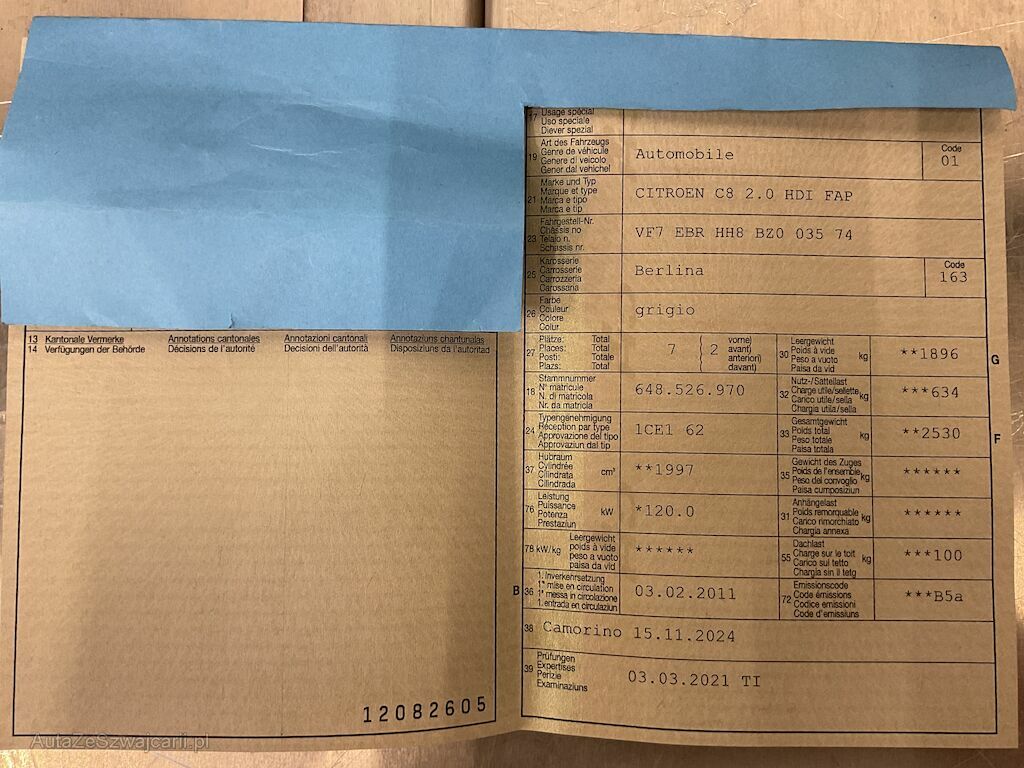 13 Kantonale Vermerke Annotations cantonales Annotazioni cantonali Annotaziuns chantunalas
14 Verfügungen der Behörde Décisions de l'autorité Decisioni dell'autorità Disposiziuns da l'autoritad
12082605
17 Usage spécial
Uso speciale
Diever spezial
19 Art des Fahrzeugs
Genre de véhicule
Genere di veicolo
Gener dal vehichel
Automobile
Code
01
21 Marke und Typ
Marque et type
Marca e tipo
Marca e tip
CITROEN C8 2.0 HDI FAP
23 Fahrgestell-Nr.
Châssis no
Telaio n.
Schassis nr.
VF7 EBR HH8 BZ0 035 74
25 Karosserie
Carrosserie
Carrozzeria
Carossaria
Berlina
Code
163
26 Farbe
Couleur
Colore
Colur
grigio
27 Plätze: Total
Places: Total
Posti: Totale
Plazs: Total
7 2 vorne)
avant)
anteriori)
davant)
30 Leergewicht
Poids à vide
Peso a vuoto
Paisa da vid
kg
**1896
G
18 Stammnummer
N° matricule
N. di matricola
Nr. da matricla
648.526.970
32 Nutz-/Sattellast
Charge utile/sellette
Carico utile/sella
Chargia utila/sella
kg
***634
24 Typengenehmigung
Réception par type
Approvazione del tipo
Approvaziun dal tip
1CE1 62
33 Gesamtgewicht
Poids total
Peso totale
Paisa totala
kg
**2530
F
37 Hubraum
Cylindrée
Cilindrata
Cilindrada
cm³
**1997
35 Gewicht des Zuges
Poids de l'ensemble
Peso del convoglio
Paisa cumposiziun
kg
******
76 Leistung
Puissance
Potenza
Prestaziun
kW
*120.0
31 Anhängelast
Poids remorquable
Carico rimorchiato
Chargia annexa
kg
******
78 kW/kg Leergewicht
poids à vide
peso a vuoto
paisa da vid
******
55 Dachlast
Charge sur le toit
Carico sul tetto
Chargia sin il tetg
kg
***100
B 36 1. Inverkehrsetzung
1re mise en circulation
1a messa in circolazione
1. entrada en circulaziun
03.02.2011
72 Emissionscode
Code émissions
Codice emissioni
Code d'emissiuns
***B5a
38 Camorino 15.11.2024
39 Prüfungen
Expertises
Perizie
Examinaziuns
03.03.2021 TI
AutaZeSzwajcarii.pl